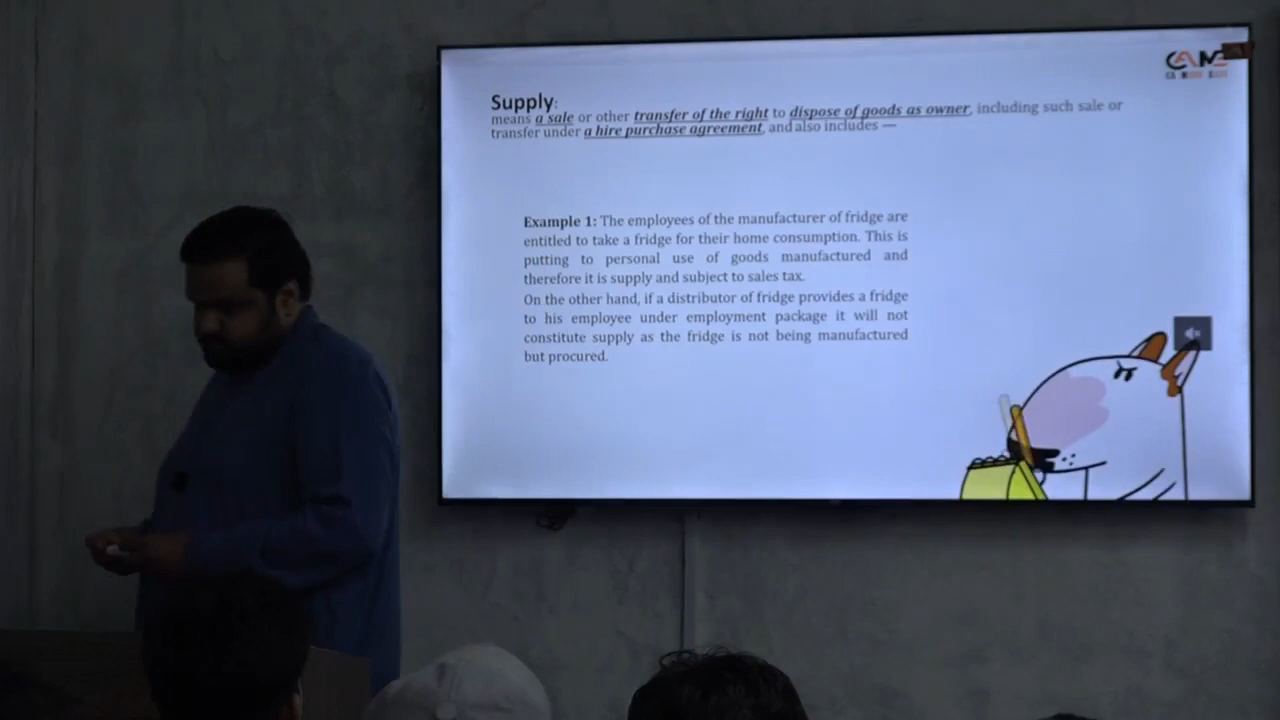 Supply:
means a sale or other transfer of the right to dispose of goods as owner, including such sale or
transfer under a hire purchase agreement, and also includes —
Example 1: The employees of the manufacturer of fridge are
entitled to take a fridge for their home consumption. This is
putting to personal use of goods manufactured and
therefore it is supply and subject to sales tax.
On the other hand, if a distributor of fridge provides a fridge
to his employee under employment package it will not
constitute supply as the fridge is not being manufactured
but procured.